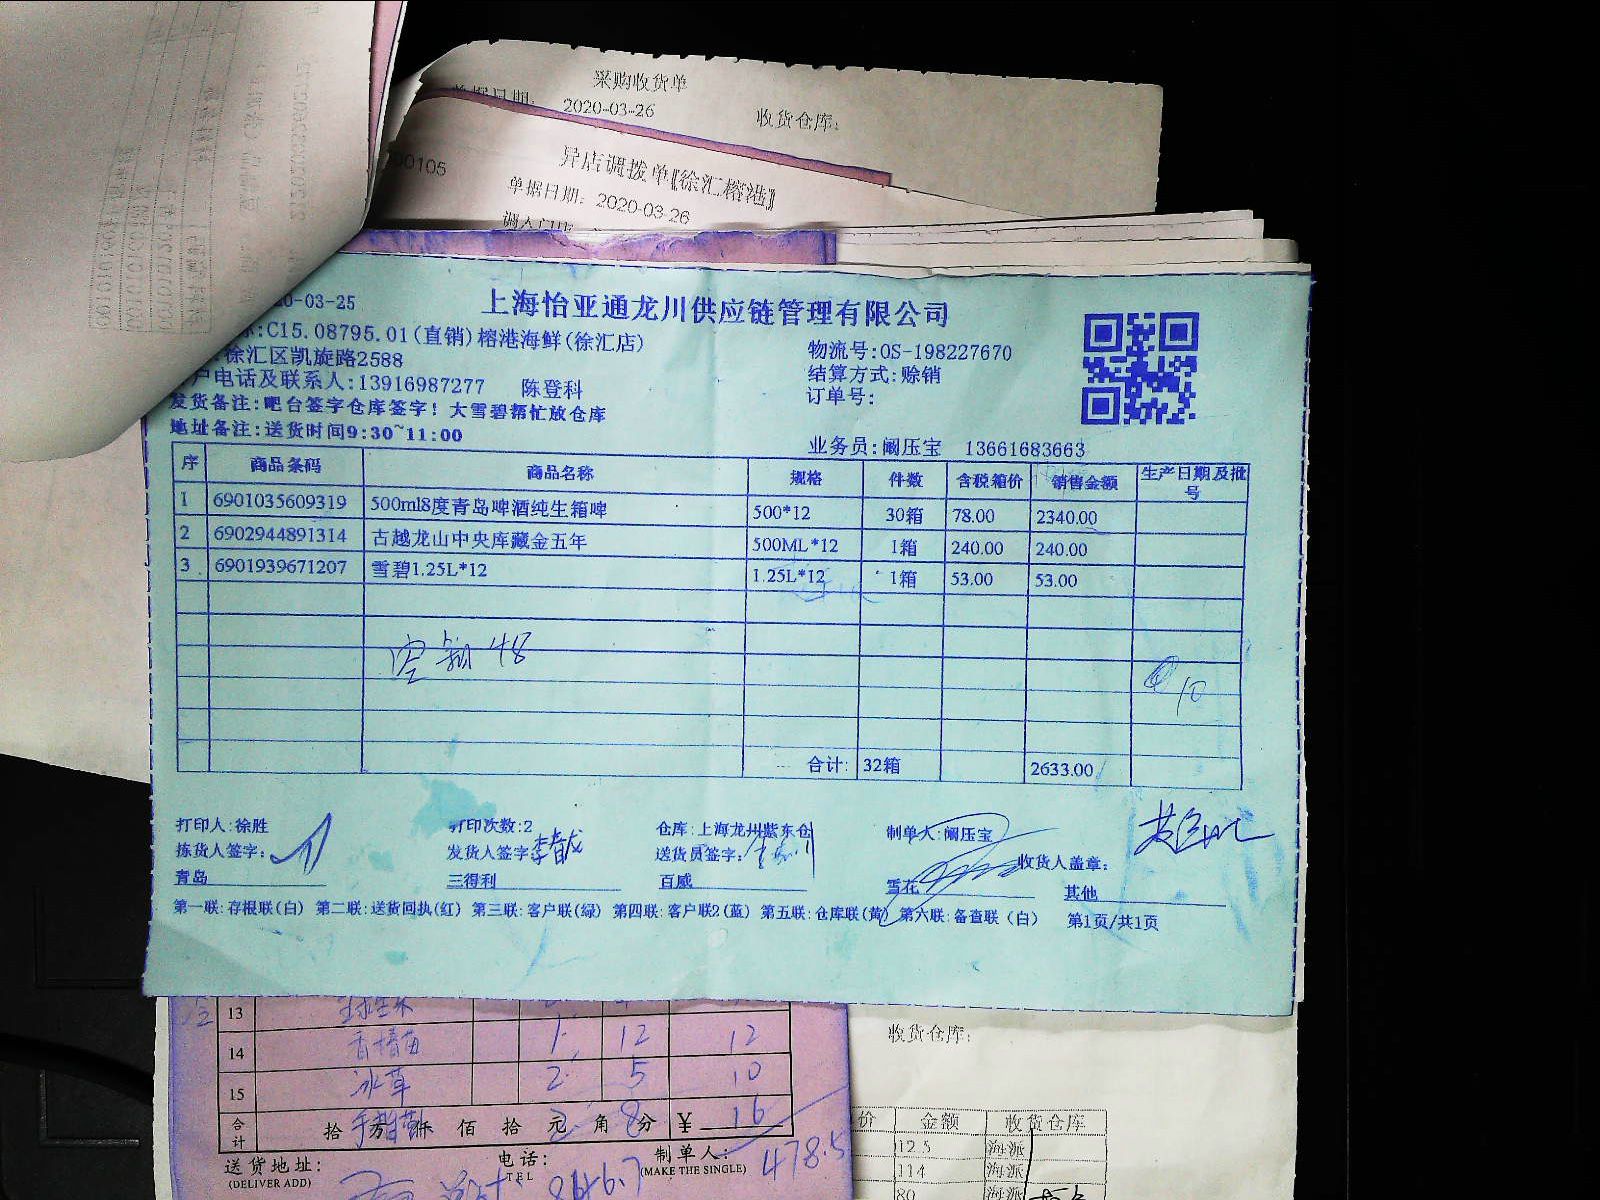 采购收货单
单据日期:
2020-03-26
收货仓库:
00105
异店调拨单《徐汇榕港》
单据日期: 2020-03-26
调入门店
0-03-25
上海怡亚通龙川供应链管理有限公司
:C15.08795.01(直销)榕港海鲜(徐汇店)
徐汇区凯旋路2588
户电话及联系人:13916987277 陈登科
发货备注:吧台签字仓库签字! 大雪碧帮忙放仓库
地址备注:送货时间9:30~11:00
物流号:OS-198227670
结算方式:赊销
订单号:
业务员:阚压宝 13661683663
序 商品条码 商品名称 规格 件数 含税箱价 销售金额 生产日期及批号
1 6901035609319 500ml8度青岛啤酒纯生箱啤 500*12 30箱 78.00 2340.00
2 6902944891314 古越龙山中央库藏金五年 500ML*12 1箱 240.00 240.00
3 6901939671207 雪碧1.25L*12 1.25L*12 1箱 53.00 53.00
空瓶 48
10
合计: 32箱 2633.00
打印人:徐胜 打印次数:2 仓库:上海龙州紫东仓 制单人:阚压宝
拣货人签字: 发货人签字: 李春龙 送货员签字: 收货人盖章:
青岛 三得利 百威 雪花 其他
第一联:存根联(白) 第二联:送货回执(红) 第三联:客户联(绿) 第四联:客户联2(蓝) 第五联:仓库联(黄) 第六联:备查联(白) 第1页/共1页
13
14 1 12 12
15 冰草 2 5 10
合计 拾 万 仟 佰 拾 元 角 8 分 ¥ 16
送货地址:
(DELIVER ADD)
电话:
TEL
制单人:
(MAKE THE SINGLE)
478.5
846.7
收货仓库:
价 金额 收货仓库
112.5 海派
114 海派
80 海派